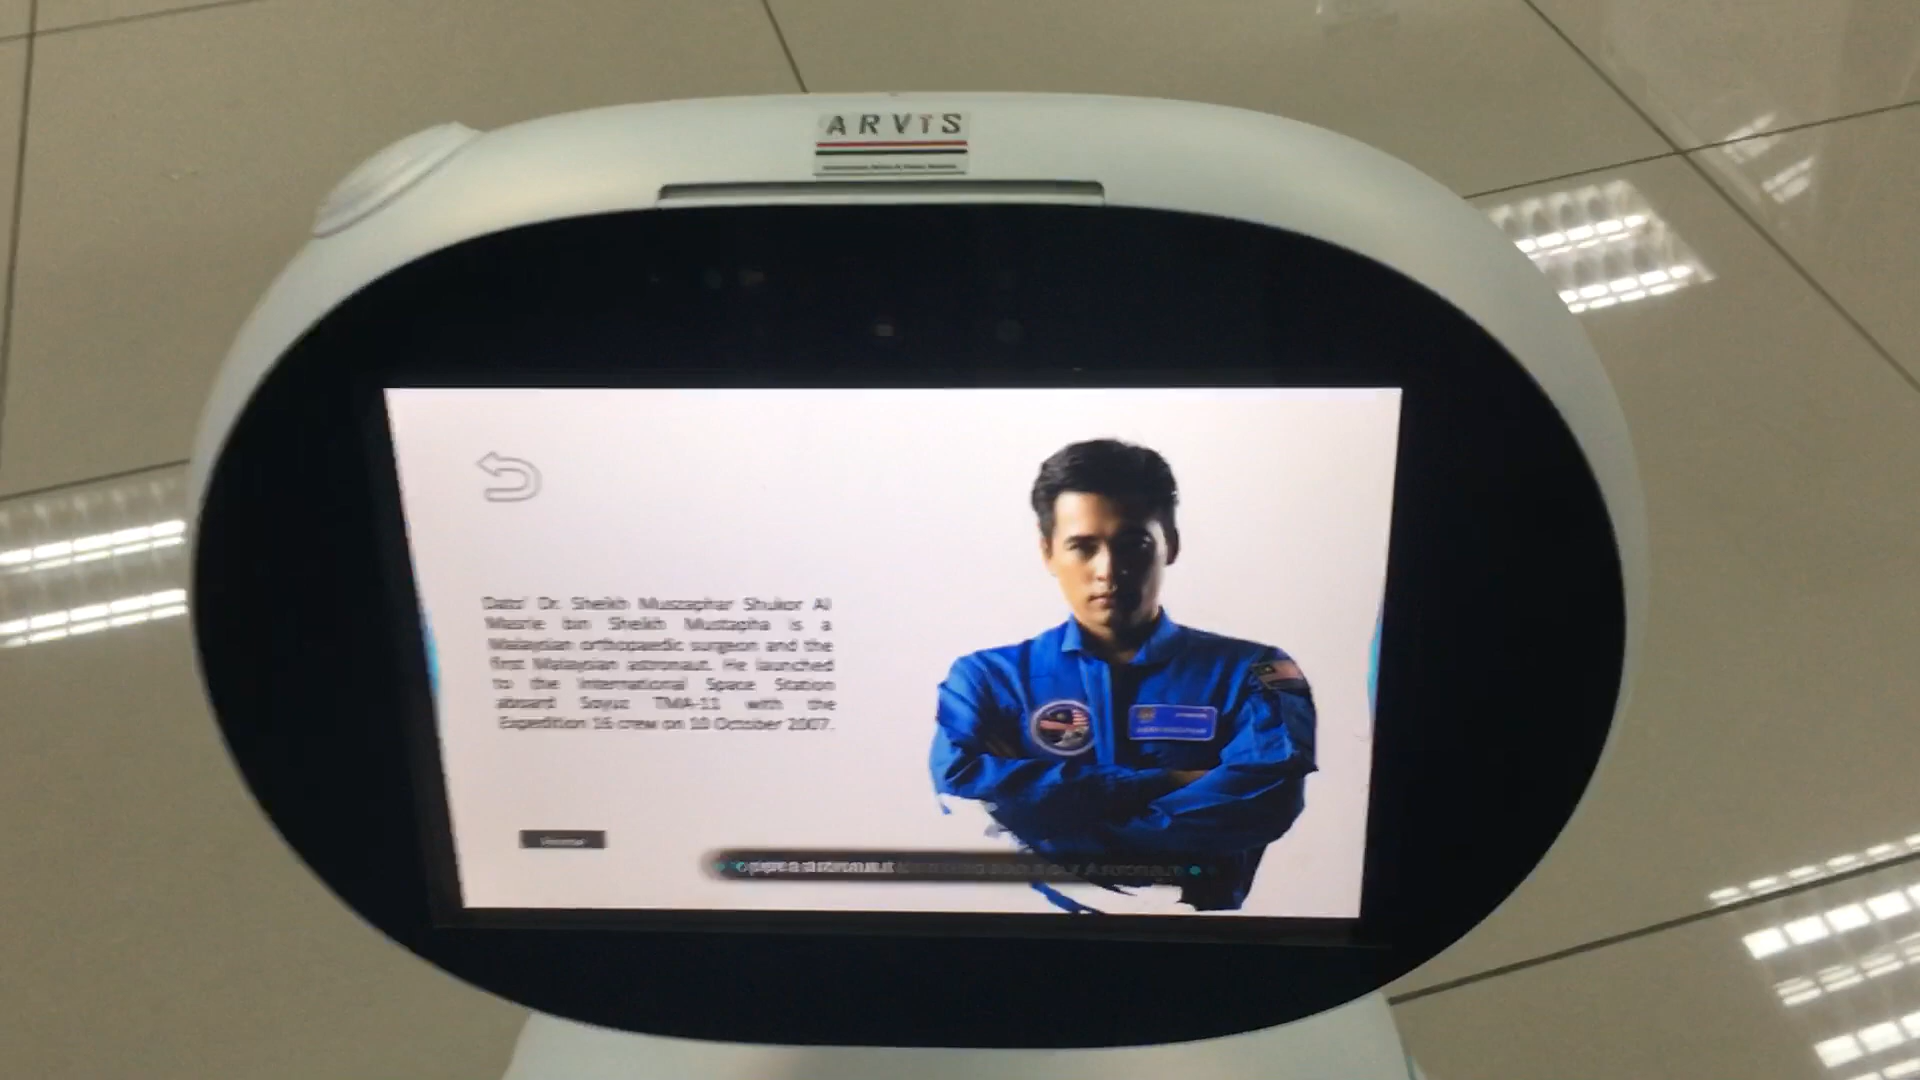 ARVIS
Dato' Dr. Sheikh Muszaphar Shukor Al
Masrie bin Sheikh Mustapha is a
Malaysian orthopaedic surgeon and the
first Malaysian astronaut. He launched
to the International Space Station
aboard Soyuz TMA-11 with the
Expedition 16 crew on 10 October 2007.